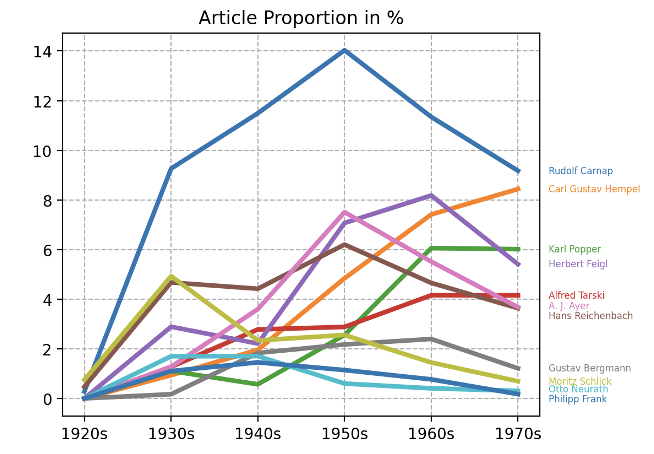 Article Proportion in %
14
12
10
8
6
4
2
0
1920s 1930s 1940s 1950s 1960s 1970s
Rudolf Carnap
Carl Gustav Hempel
Karl Popper
Herbert Feigl
Alfred Tarski
A. J. Ayer
Hans Reichenbach
Gustav Bergmann
Moritz Schlick
Otto Neurath
Philipp Frank